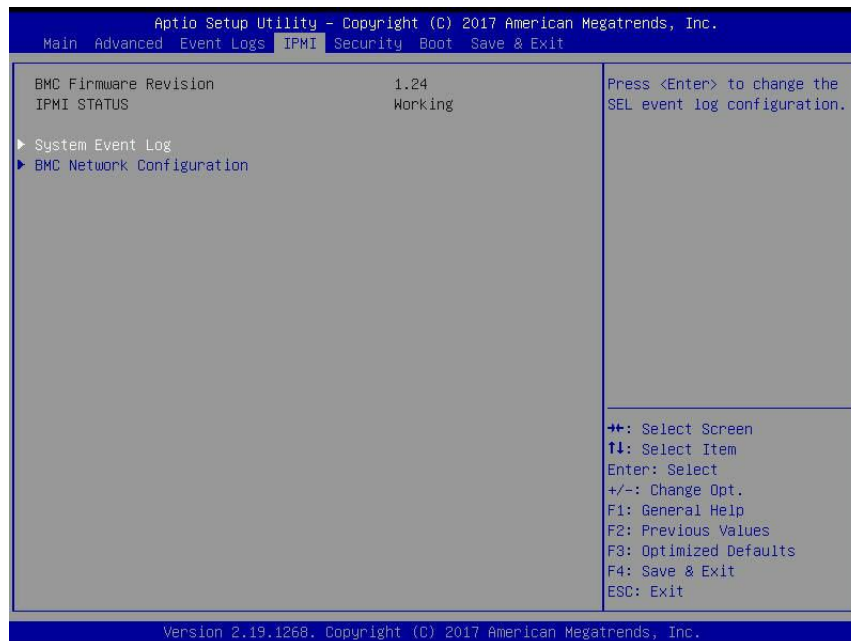 Aptio Setup Utility – Copyright (C) 2017 American Megatrends, Inc.
Main Advanced Event Logs IPMI Security Boot Save & Exit
BMC Firmware Revision 1.24
IPMI STATUS Working
▶ System Event Log
▶ BMC Network Configuration
Press <Enter> to change the
SEL event log configuration.
→←: Select Screen
↑↓: Select Item
Enter: Select
+/-: Change Opt.
F1: General Help
F2: Previous Values
F3: Optimized Defaults
F4: Save & Exit
ESC: Exit
Version 2.19.1268. Copyright (C) 2017 American Megatrends, Inc.